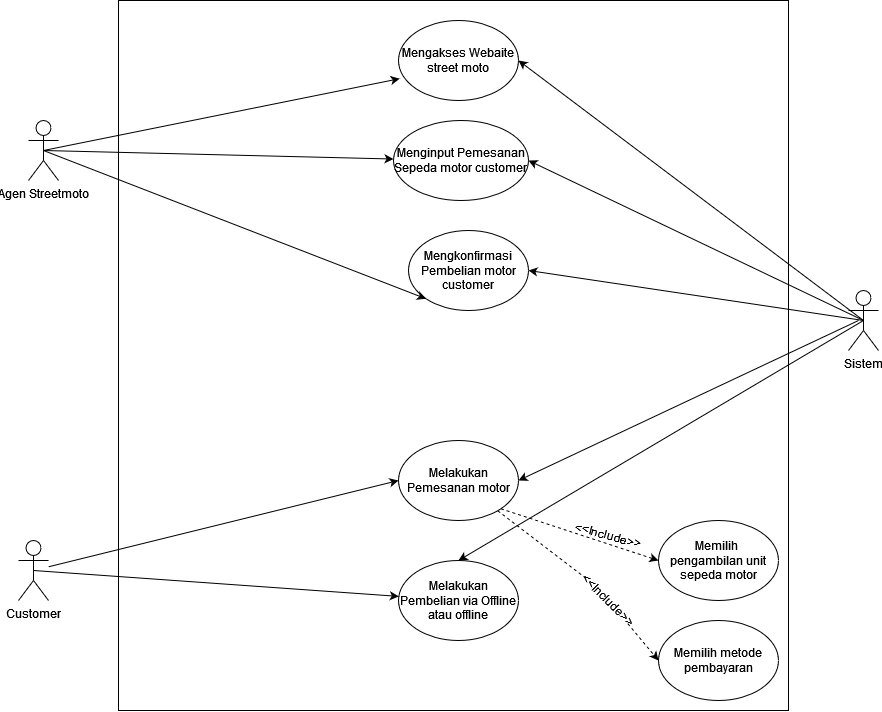 Mengakses Webaite
street moto
Agen Streetmoto
Menginput Pemesanan
Sepeda motor customer
Mengkonfirmasi
Pembelian motor
customer
Sistem
Melakukan
Pemesanan motor
<<Include>>
Memilih
pengambilan unit
sepeda motor
Customer
Melakukan
Pembelian via Offline
atau offline
<<Include>>
Memilih metode
pembayaran